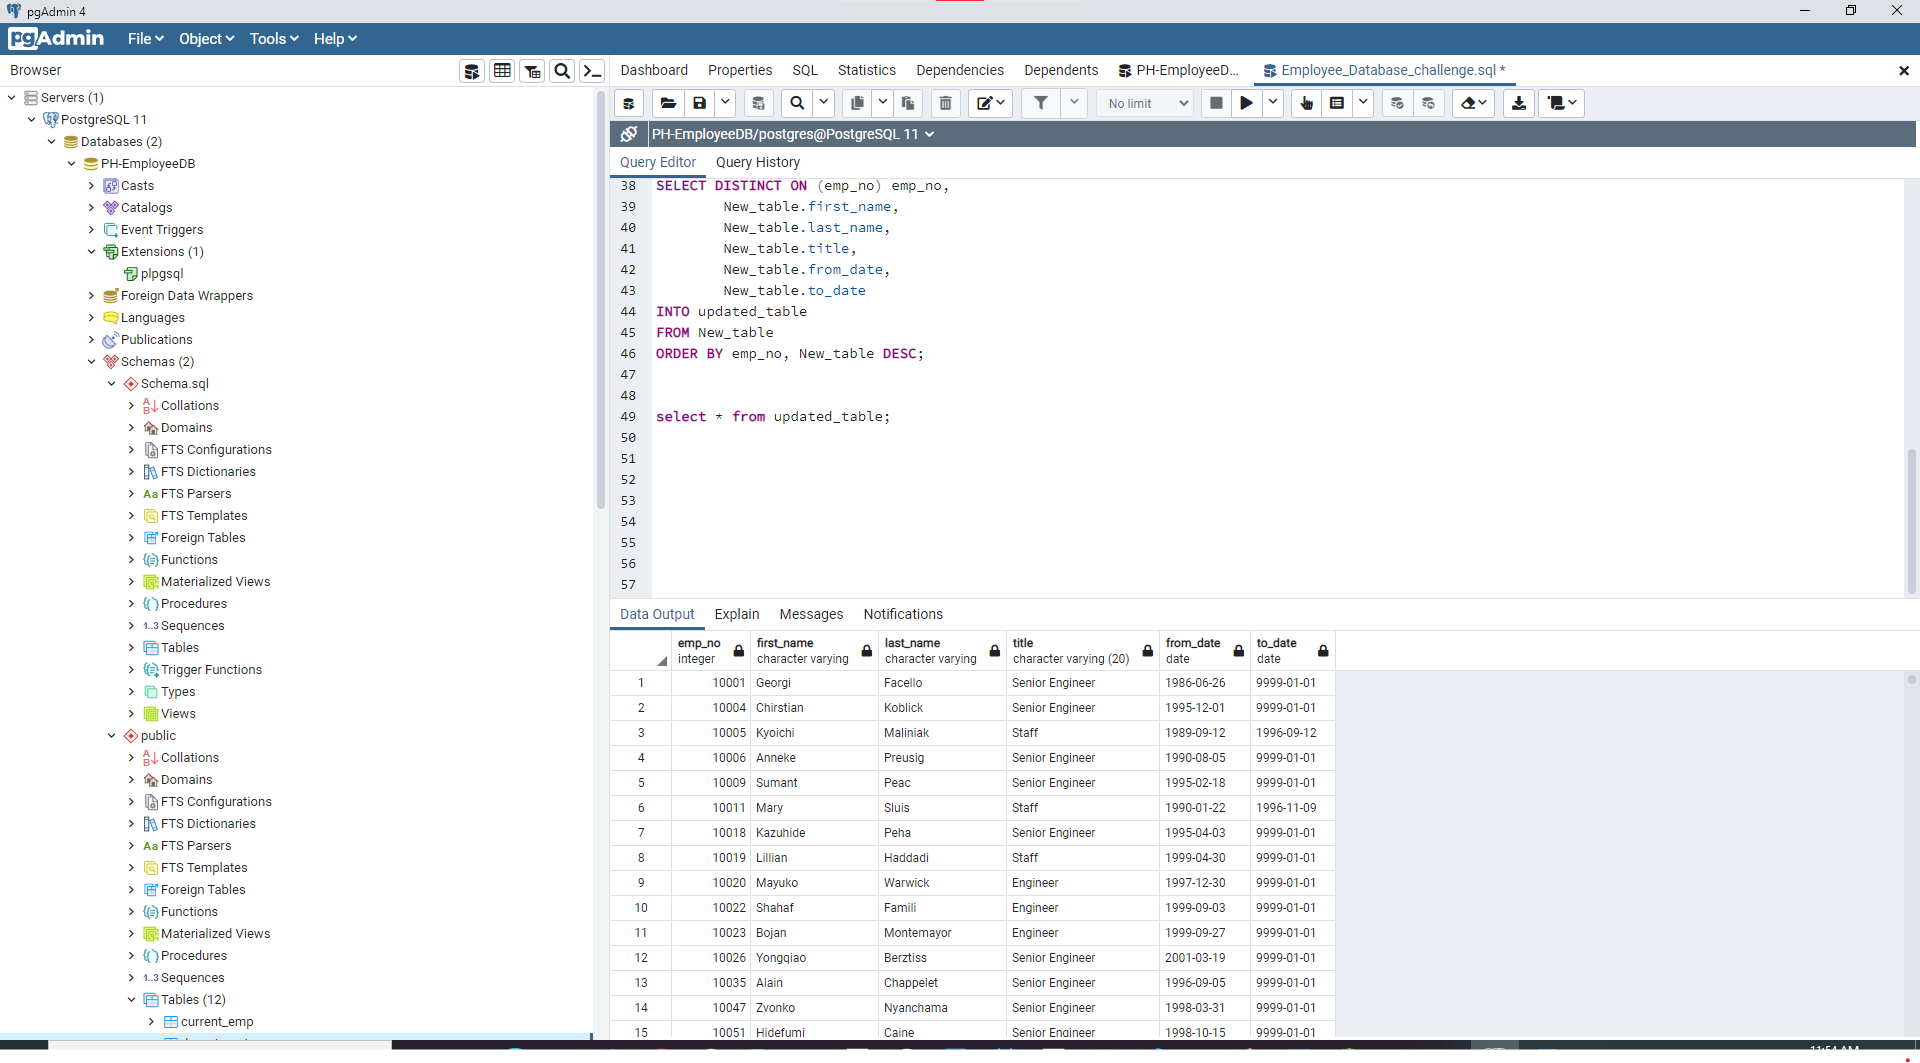 pgAdmin 4
pgAdmin File Object Tools Help
Browser
Dashboard Properties SQL Statistics Dependencies Dependents PH-EmployeeD... Employee_Database_challenge.sql *
Servers (1)
PostgreSQL 11
Databases (2)
PH-EmployeeDB
Casts
Catalogs
Event Triggers
Extensions (1)
plpgsql
Foreign Data Wrappers
Languages
Publications
Schemas (2)
Schema.sql
Collations
Domains
FTS Configurations
FTS Dictionaries
Aa FTS Parsers
FTS Templates
Foreign Tables
Functions
Materialized Views
Procedures
1..3 Sequences
Tables
Trigger Functions
Types
Views
public
Collations
Domains
FTS Configurations
FTS Dictionaries
Aa FTS Parsers
FTS Templates
Foreign Tables
Functions
Materialized Views
Procedures
1..3 Sequences
Tables (12)
current_emp
No limit
PH-EmployeeDB/postgres@PostgreSQL 11
Query Editor Query History
38 SELECT DISTINCT ON (emp_no) emp_no,
39 New_table.first_name,
40 New_table.last_name,
41 New_table.title,
42 New_table.from_date,
43 New_table.to_date
44 INTO updated_table
45 FROM New_table
46 ORDER BY emp_no, New_table DESC;
47
48
49 select * from updated_table;
50
51
52
53
54
55
56
57
Data Output Explain Messages Notifications
emp_no first_name last_name title from_date to_date
integer character varying character varying character varying (20) date date
1 10001 Georgi Facello Senior Engineer 1986-06-26 9999-01-01
2 10004 Chirstian Koblick Senior Engineer 1995-12-01 9999-01-01
3 10005 Kyoichi Maliniak Staff 1989-09-12 1996-09-12
4 10006 Anneke Preusig Senior Engineer 1990-08-05 9999-01-01
5 10009 Sumant Peac Senior Engineer 1995-02-18 9999-01-01
6 10011 Mary Sluis Staff 1990-01-22 1996-11-09
7 10018 Kazuhide Peha Senior Engineer 1995-04-03 9999-01-01
8 10019 Lillian Haddadi Staff 1999-04-30 9999-01-01
9 10020 Mayuko Warwick Engineer 1997-12-30 9999-01-01
10 10022 Shahaf Famili Engineer 1999-09-03 9999-01-01
11 10023 Bojan Montemayor Engineer 1999-09-27 9999-01-01
12 10026 Yongqiao Berztiss Senior Engineer 2001-03-19 9999-01-01
13 10035 Alain Chappelet Senior Engineer 1996-09-05 9999-01-01
14 10047 Zvonko Nyanchama Senior Engineer 1998-03-31 9999-01-01
15 10051 Hidefumi Caine Senior Engineer 1998-10-15 9999-01-01